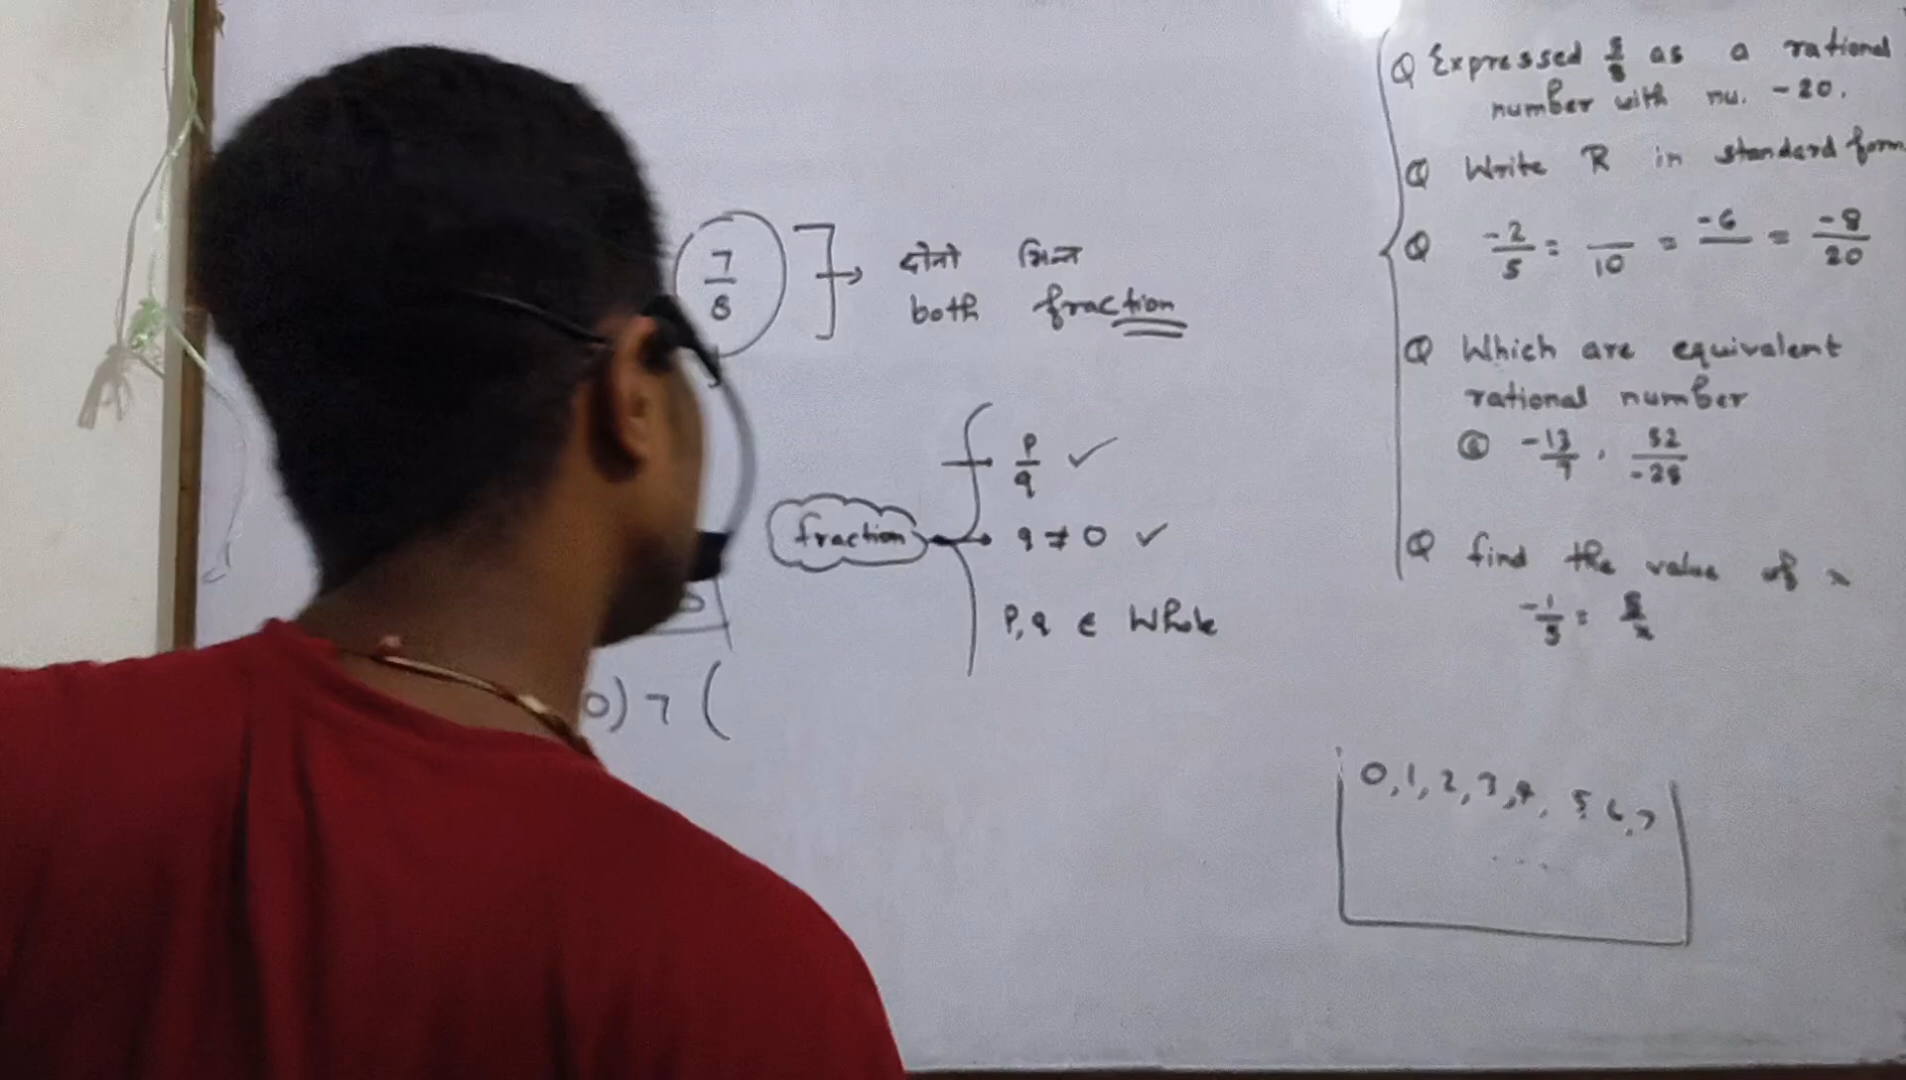 7/8
दोनो भिन्न
both fraction
fraction
p/q ✓
q ≠ 0 ✓
P, q ∈ Whole
0) 7 (
Q Expressed 5/8 as a rational
number with nu. -20.
Q Write R in standard form
Q -2/5 = /10 = -6/ = -8/20
Q Which are equivalent
rational number
-13/7 , 52/-28
Q find the value of x
-1/5 = 8/x
0, 1, 2, 3, 4, 5 6, 7
....